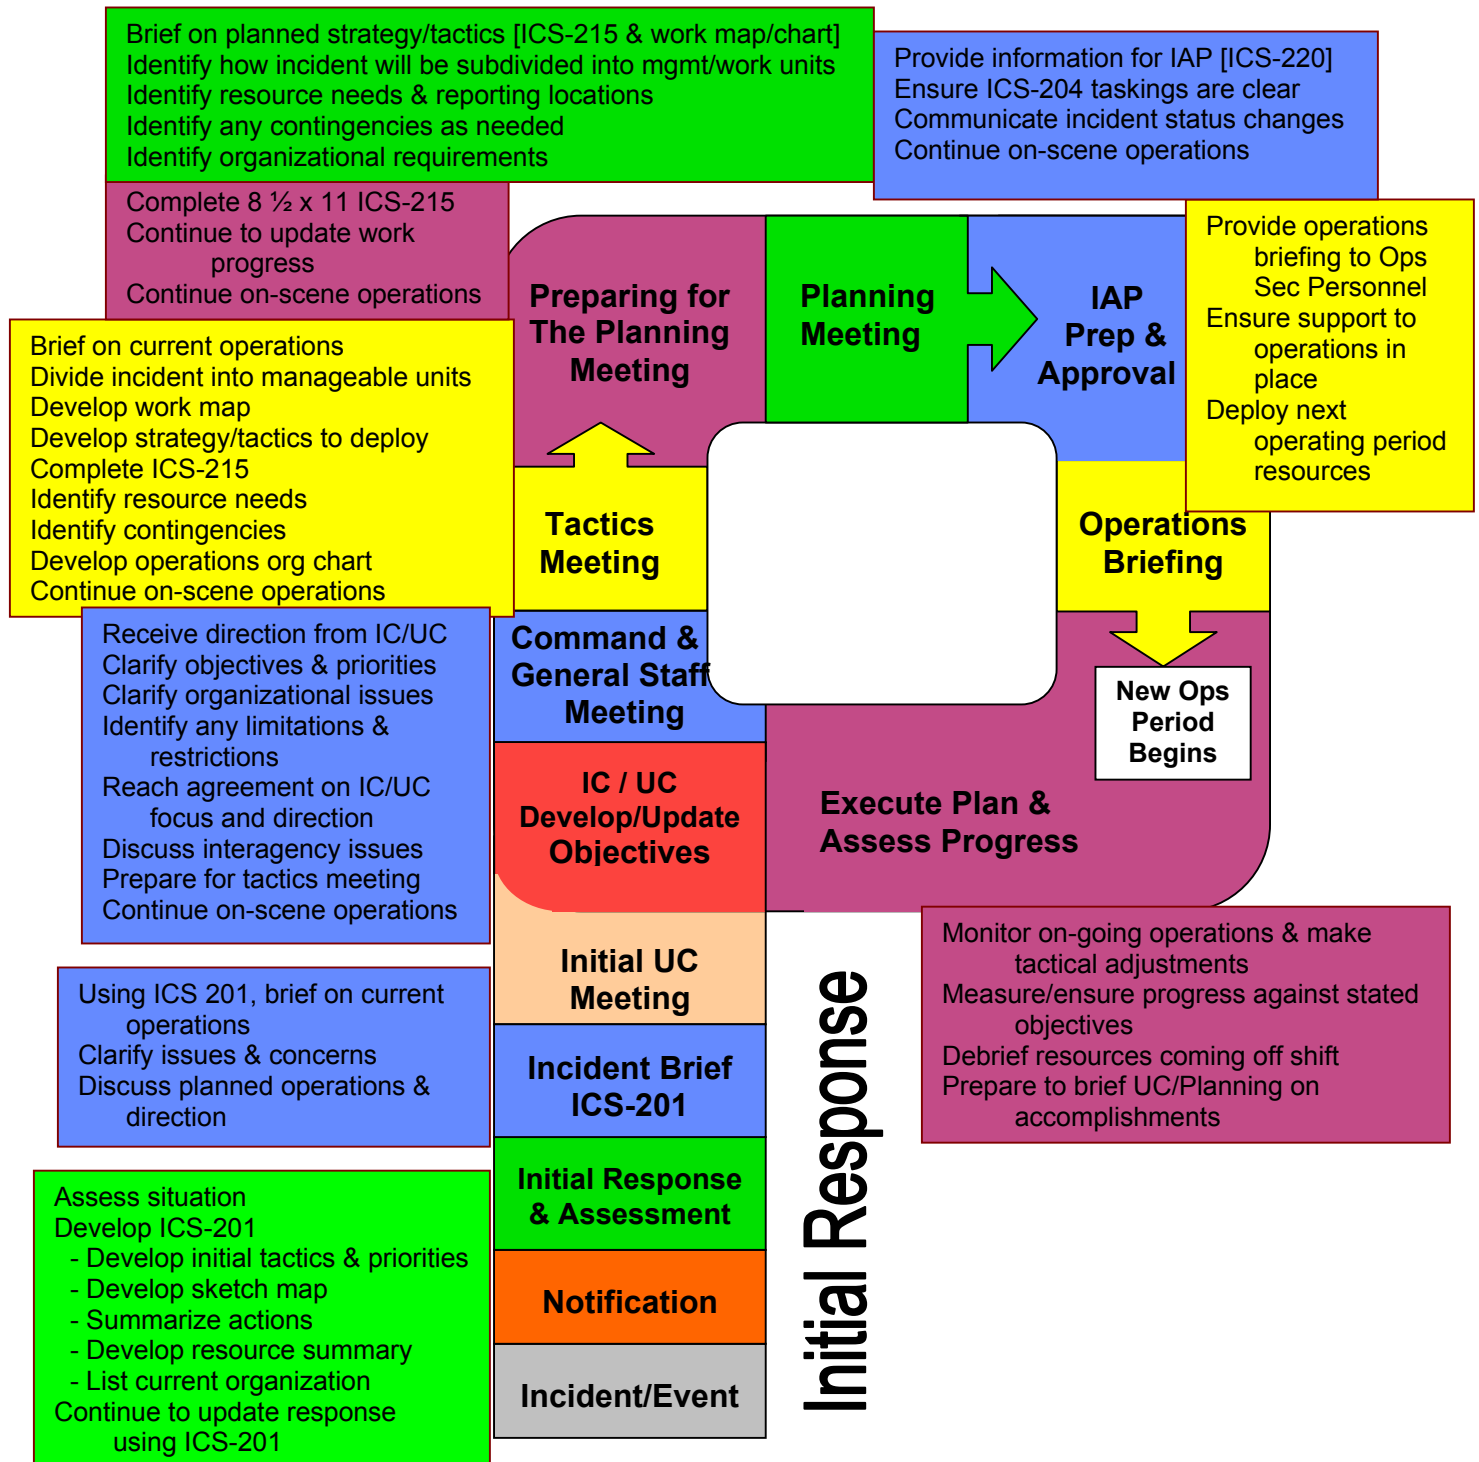 Brief on planned strategy/tactics [ICS-215 & work map/chart]
Identify how incident will be subdivided into mgmt/work units
Identify resource needs & reporting locations
Identify any contingencies as needed
Identify organizational requirements
Provide information for IAP [ICS-220]
Ensure ICS-204 taskings are clear
Communicate incident status changes
Continue on-scene operations
Complete 8 ½ x 11 ICS-215
Continue to update work
progress
Continue on-scene operations
Preparing for
The Planning
Meeting
Planning
Meeting
IAP
Prep &
Approval
Provide operations
briefing to Ops
Sec Personnel
Ensure support to
operations in
place
Deploy next
operating period
resources
Brief on current operations
Divide incident into manageable units
Develop work map
Develop strategy/tactics to deploy
Complete ICS-215
Identify resource needs
Identify contingencies
Develop operations org chart
Continue on-scene operations
Tactics
Meeting
Operations
Briefing
Receive direction from IC/UC
Clarify objectives & priorities
Clarify organizational issues
Identify any limitations &
restrictions
Reach agreement on IC/UC
focus and direction
Discuss interagency issues
Prepare for tactics meeting
Continue on-scene operations
Command &
General Staff
Meeting
New Ops
Period
Begins
IC / UC
Develop/Update
Objectives
Execute Plan &
Assess Progress
Initial UC
Meeting
Monitor on-going operations & make
tactical adjustments
Measure/ensure progress against stated
objectives
Debrief resources coming off shift
Prepare to brief UC/Planning on
accomplishments
Using ICS 201, brief on current
operations
Clarify issues & concerns
Discuss planned operations &
direction
Incident Brief
ICS-201
Initial Response
Initial Response
& Assessment
Assess situation
Develop ICS-201
- Develop initial tactics & priorities
- Develop sketch map
- Summarize actions
- Develop resource summary
- List current organization
Continue to update response
using ICS-201
Notification
Incident/Event